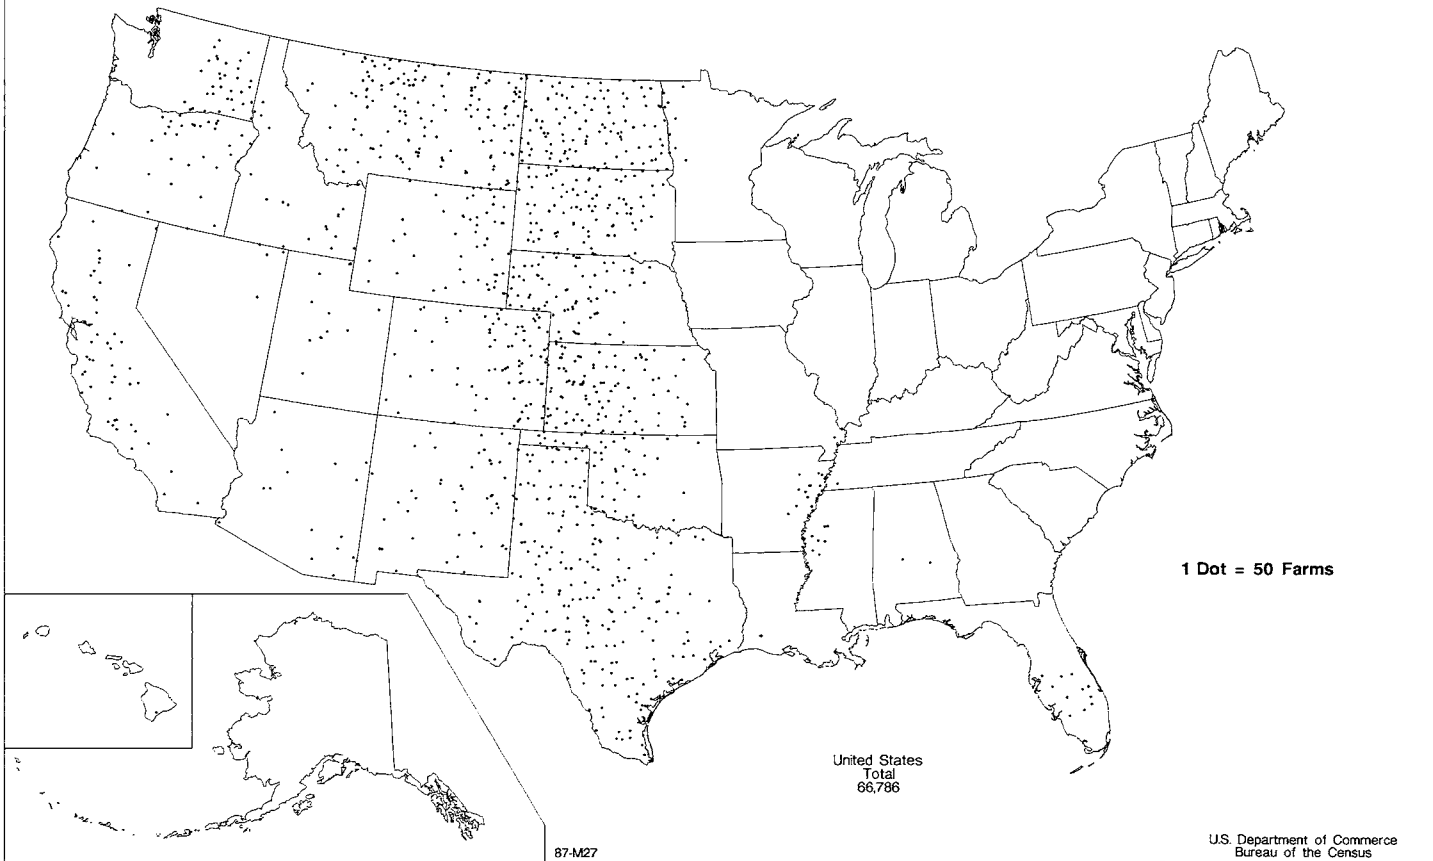 1 Dot = 50 Farms
United States
Total
66,786
87-M27
U.S. Department of Commerce
Bureau of the Census